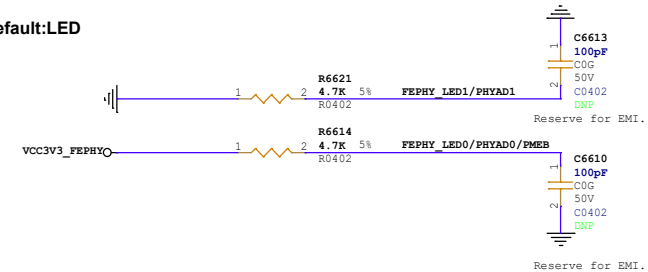 efault:LED
C6613
1
100pF
C0G
R6621
50V
1 2 4.7K 5% FEPHY_LED1/PHYAD1
2
C0402
R0402
DNP
Reserve for EMI.
R6614
VCC3V3_FEPHY 1 2 4.7K 5% FEPHY_LED0/PHYAD0/PMEB
R0402
C6610
1
100pF
C0G
50V
2
C0402
DNP
Reserve for EMI.